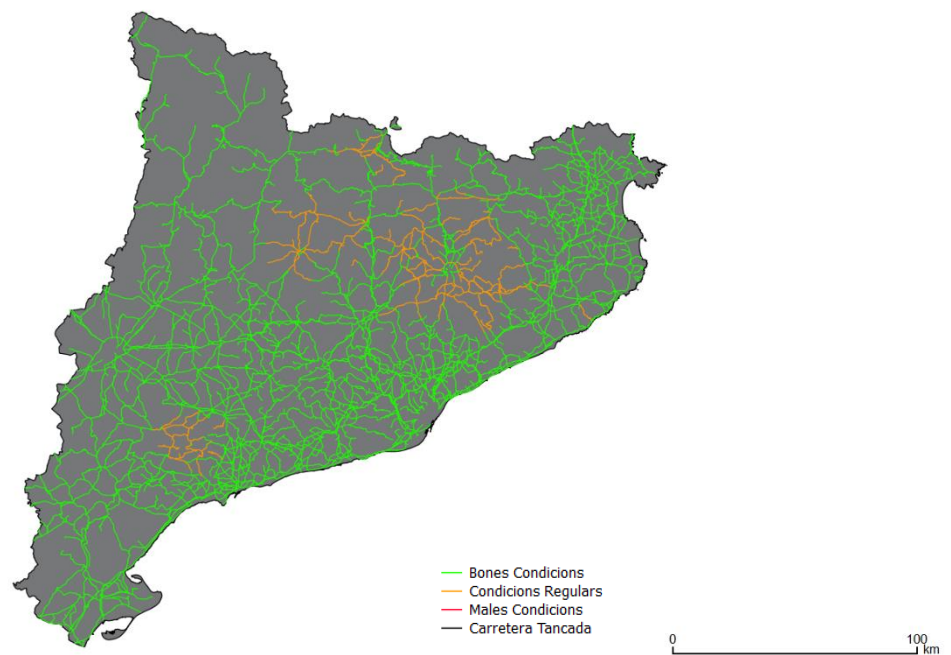 Bones Condicions
Condicions Regulars
Males Condicions
Carretera Tancada
0 100
km